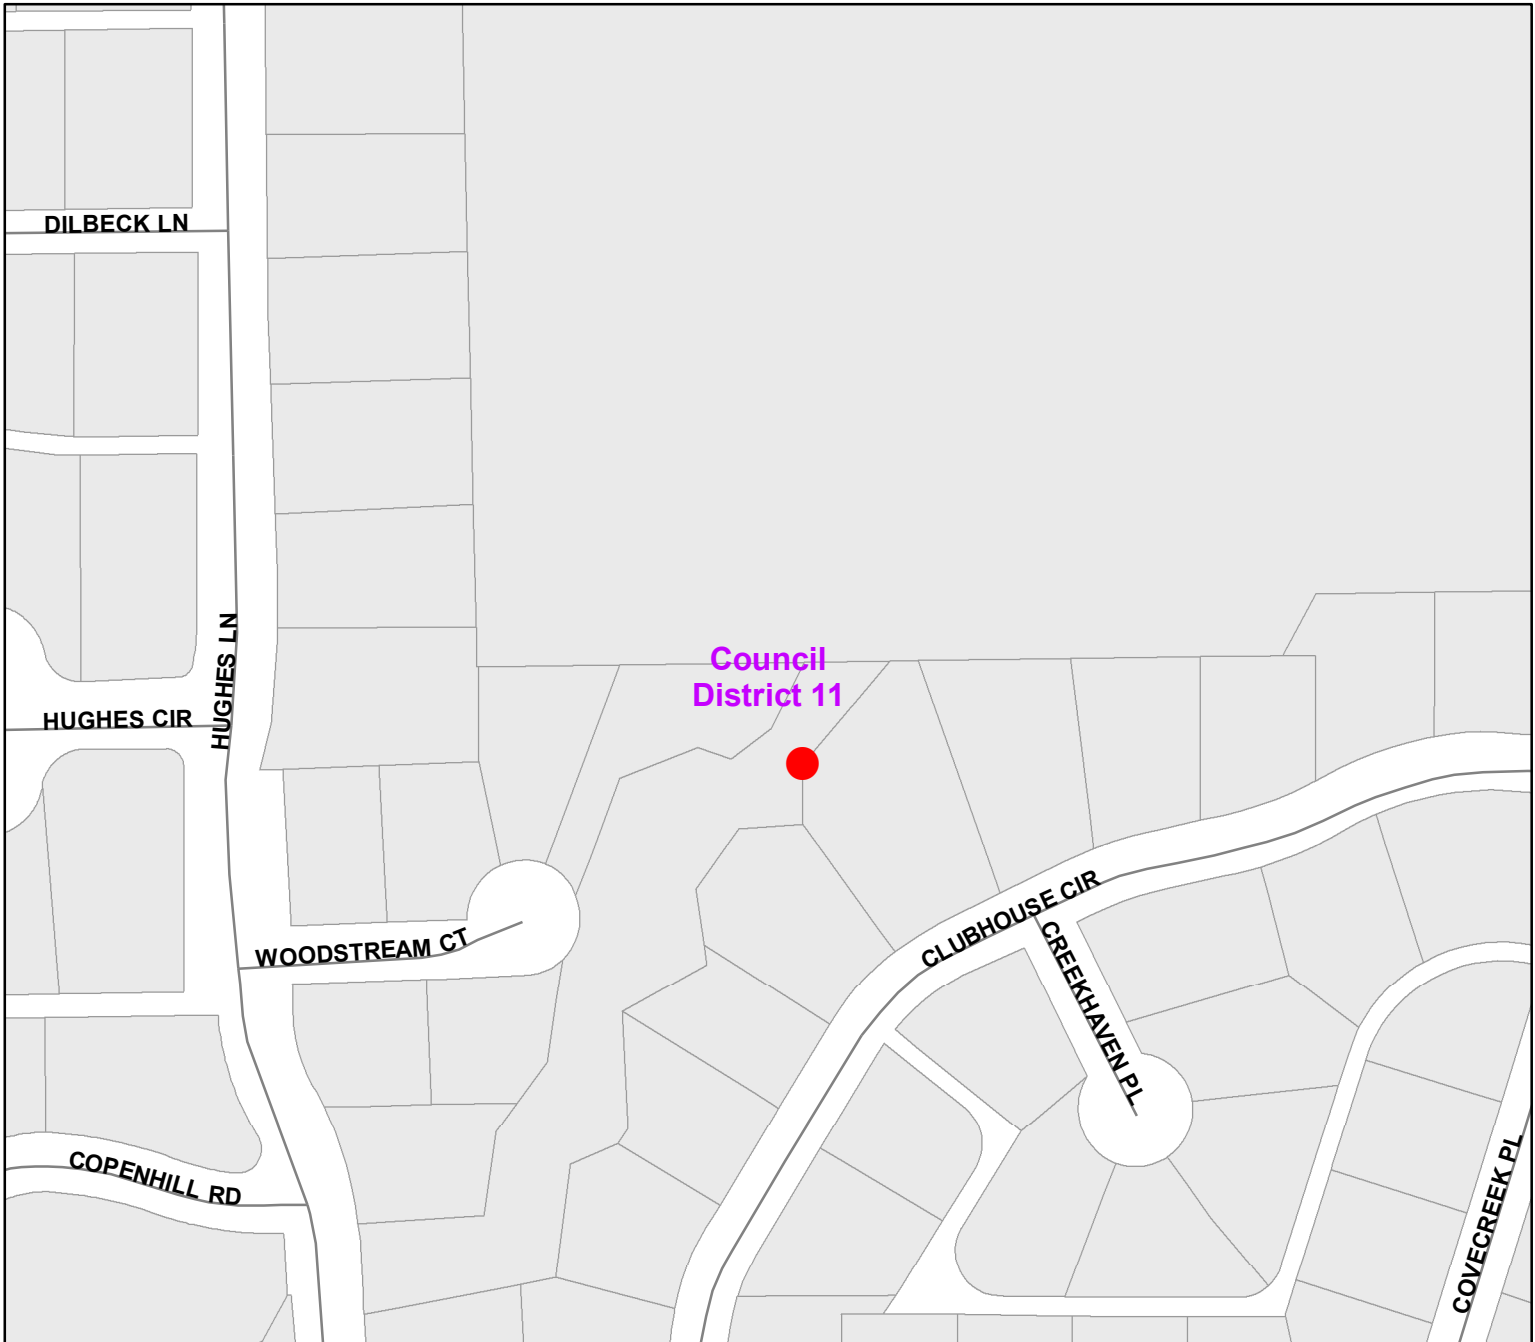 DILBECK LN
HUGHES LN
Council
District 11
HUGHES CIR
WOODSTREAM CT
CLUBHOUSE CIR
CREEKHAVEN PL
COPENHILL RD
COVECREEK PL